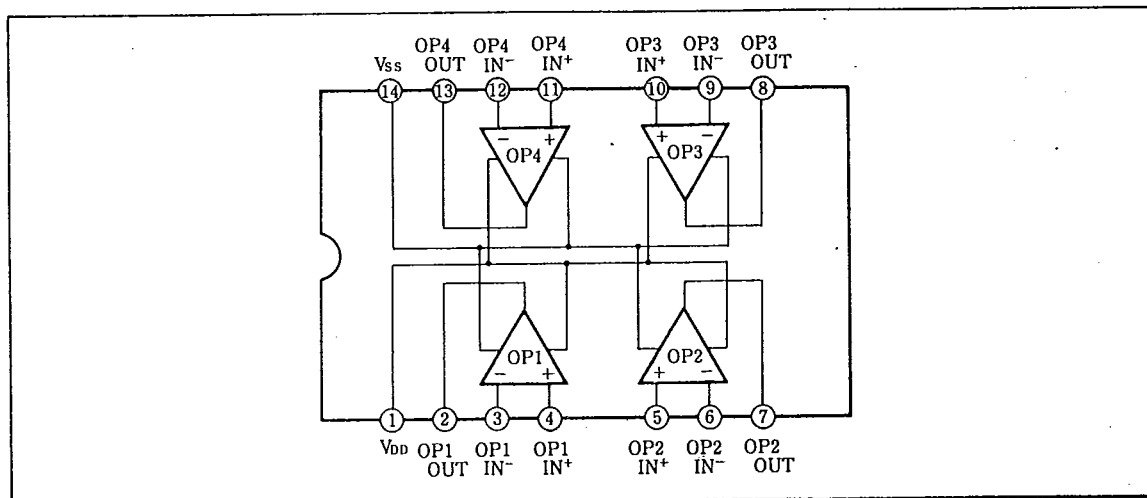 Vss
OP4 OUT
OP4 IN⁻
OP4 IN⁺
OP3 IN⁺
OP3 IN⁻
OP3 OUT
14
13
12
11
10
9
8
− + OP4
+ − OP3
OP1 − +
OP2 + −
1
2
3
4
5
6
7
VDD
OP1 OUT
OP1 IN⁻
OP1 IN⁺
OP2 IN⁺
OP2 IN⁻
OP2 OUT